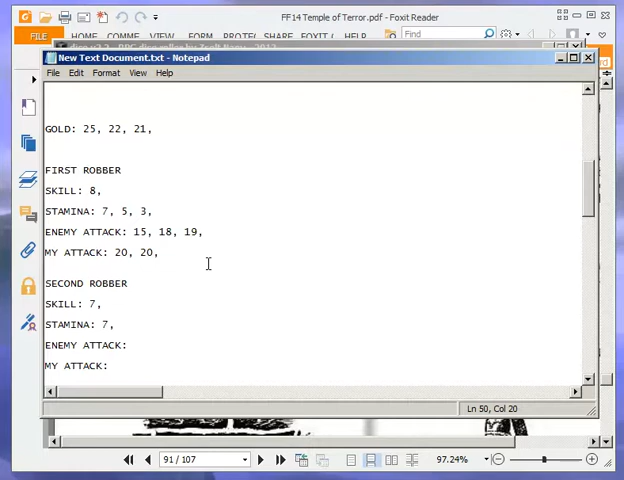 FF14 Temple of Terror.pdf - Foxit Reader
FILE HOME COMME FORM PROTE SHARE FOXIT Search
New Text Document.txt - Notepad
File Edit Format View Help
GOLD: 25, 22, 21,
FIRST ROBBER
SKILL: 8,
STAMINA: 7, 5, 3,
ENEMY ATTACK: 15, 18, 19,
MY ATTACK: 20, 20,
SECOND ROBBER
SKILL: 7,
STAMINA: 7,
ENEMY ATTACK:
MY ATTACK:
Ln 50, Col 20
91 / 107 97.24%